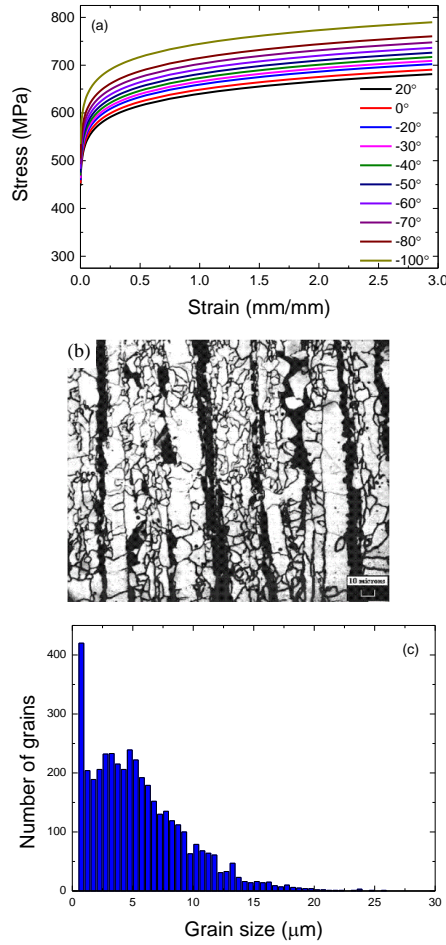 (a)
Stress (MPa)
800
700
600
500
400
300
20°
0°
-20°
-30°
-40°
-50°
-60°
-70°
-80°
-100°
0.0 0.5 1.0 1.5 2.0 2.5 3.0
Strain (mm/mm)
(b)
10 microns
(c)
Number of grains
400
300
200
100
0
0 5 10 15 20 25 30
Grain size (μm)